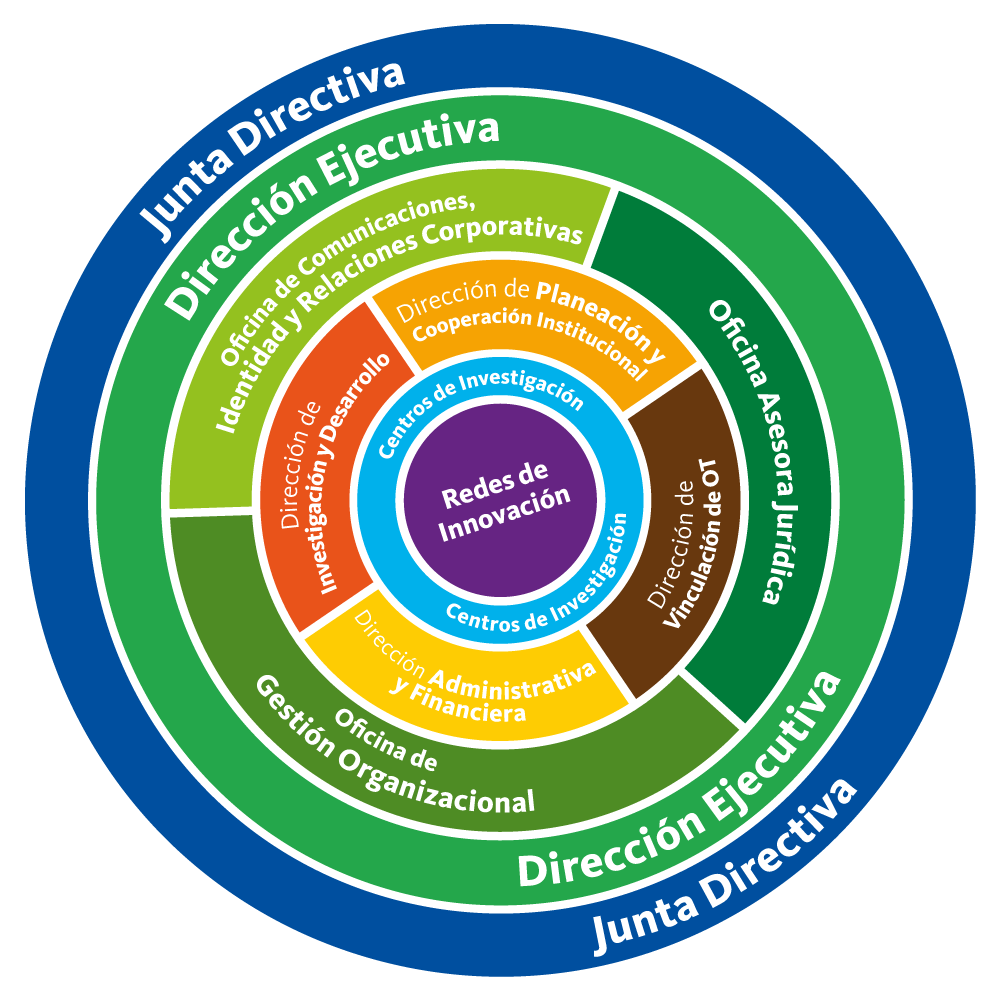 Junta Directiva
Dirección Ejecutiva
Oficina de Comunicaciones,
Identidad y Relaciones Corporativas
Oficina Asesora Jurídica
Dirección de Planeación y
Cooperación Institucional
Dirección de
Investigación y Desarrollo
Centros de Investigación
Redes de
Innovación
Dirección de
Vinculación de OT
Centros de Investigación
Dirección Administrativa
y Financiera
Oficina de
Gestión Organizacional
Dirección Ejecutiva
Junta Directiva